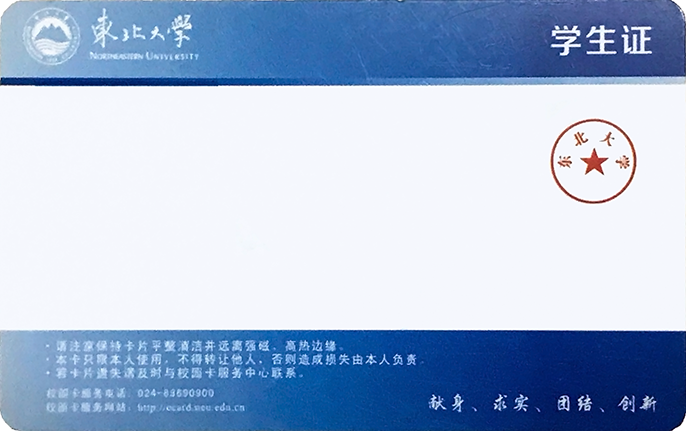 東北大学
NORTHEASTERN UNIVERSITY
学生证
东北大学
· 请注意保持卡片平整清洁并远离强磁、高热边缘。
· 本卡只限本人使用，不得转让他人，否则造成损失由本人负责。
· 若卡片遗失请及时与校园卡服务中心联系。
校园卡服务电话：024-83690900
校园卡服务网站：http://ecard.neu.edu.cn
献身、求实、团结、创新